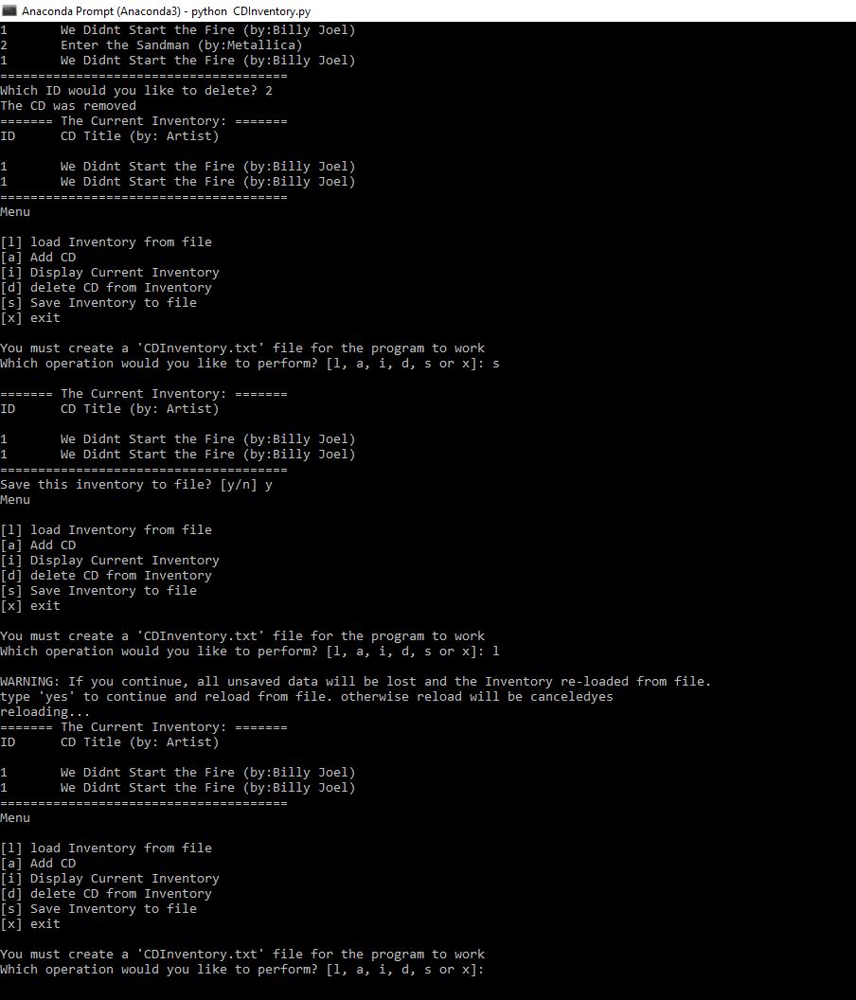 Anaconda Prompt (Anaconda3) - python  CDInventory.py
1       We Didnt Start the Fire (by:Billy Joel)
2       Enter the Sandman (by:Metallica)
1       We Didnt Start the Fire (by:Billy Joel)
======================================
Which ID would you like to delete? 2
The CD was removed
======= The Current Inventory: =======
ID      CD Title (by: Artist)

1       We Didnt Start the Fire (by:Billy Joel)
1       We Didnt Start the Fire (by:Billy Joel)
======================================
Menu

[l] load Inventory from file
[a] Add CD
[i] Display Current Inventory
[d] delete CD from Inventory
[s] Save Inventory to file
[x] exit

You must create a 'CDInventory.txt' file for the program to work
Which operation would you like to perform? [l, a, i, d, s or x]: s

======= The Current Inventory: =======
ID      CD Title (by: Artist)

1       We Didnt Start the Fire (by:Billy Joel)
1       We Didnt Start the Fire (by:Billy Joel)
======================================
Save this inventory to file? [y/n] y
Menu

[l] load Inventory from file
[a] Add CD
[i] Display Current Inventory
[d] delete CD from Inventory
[s] Save Inventory to file
[x] exit

You must create a 'CDInventory.txt' file for the program to work
Which operation would you like to perform? [l, a, i, d, s or x]: l

WARNING: If you continue, all unsaved data will be lost and the Inventory re-loaded from file.
type 'yes' to continue and reload from file. otherwise reload will be canceledyes
reloading...
======= The Current Inventory: =======
ID      CD Title (by: Artist)

1       We Didnt Start the Fire (by:Billy Joel)
1       We Didnt Start the Fire (by:Billy Joel)
======================================
Menu

[l] load Inventory from file
[a] Add CD
[i] Display Current Inventory
[d] delete CD from Inventory
[s] Save Inventory to file
[x] exit

You must create a 'CDInventory.txt' file for the program to work
Which operation would you like to perform? [l, a, i, d, s or x]: